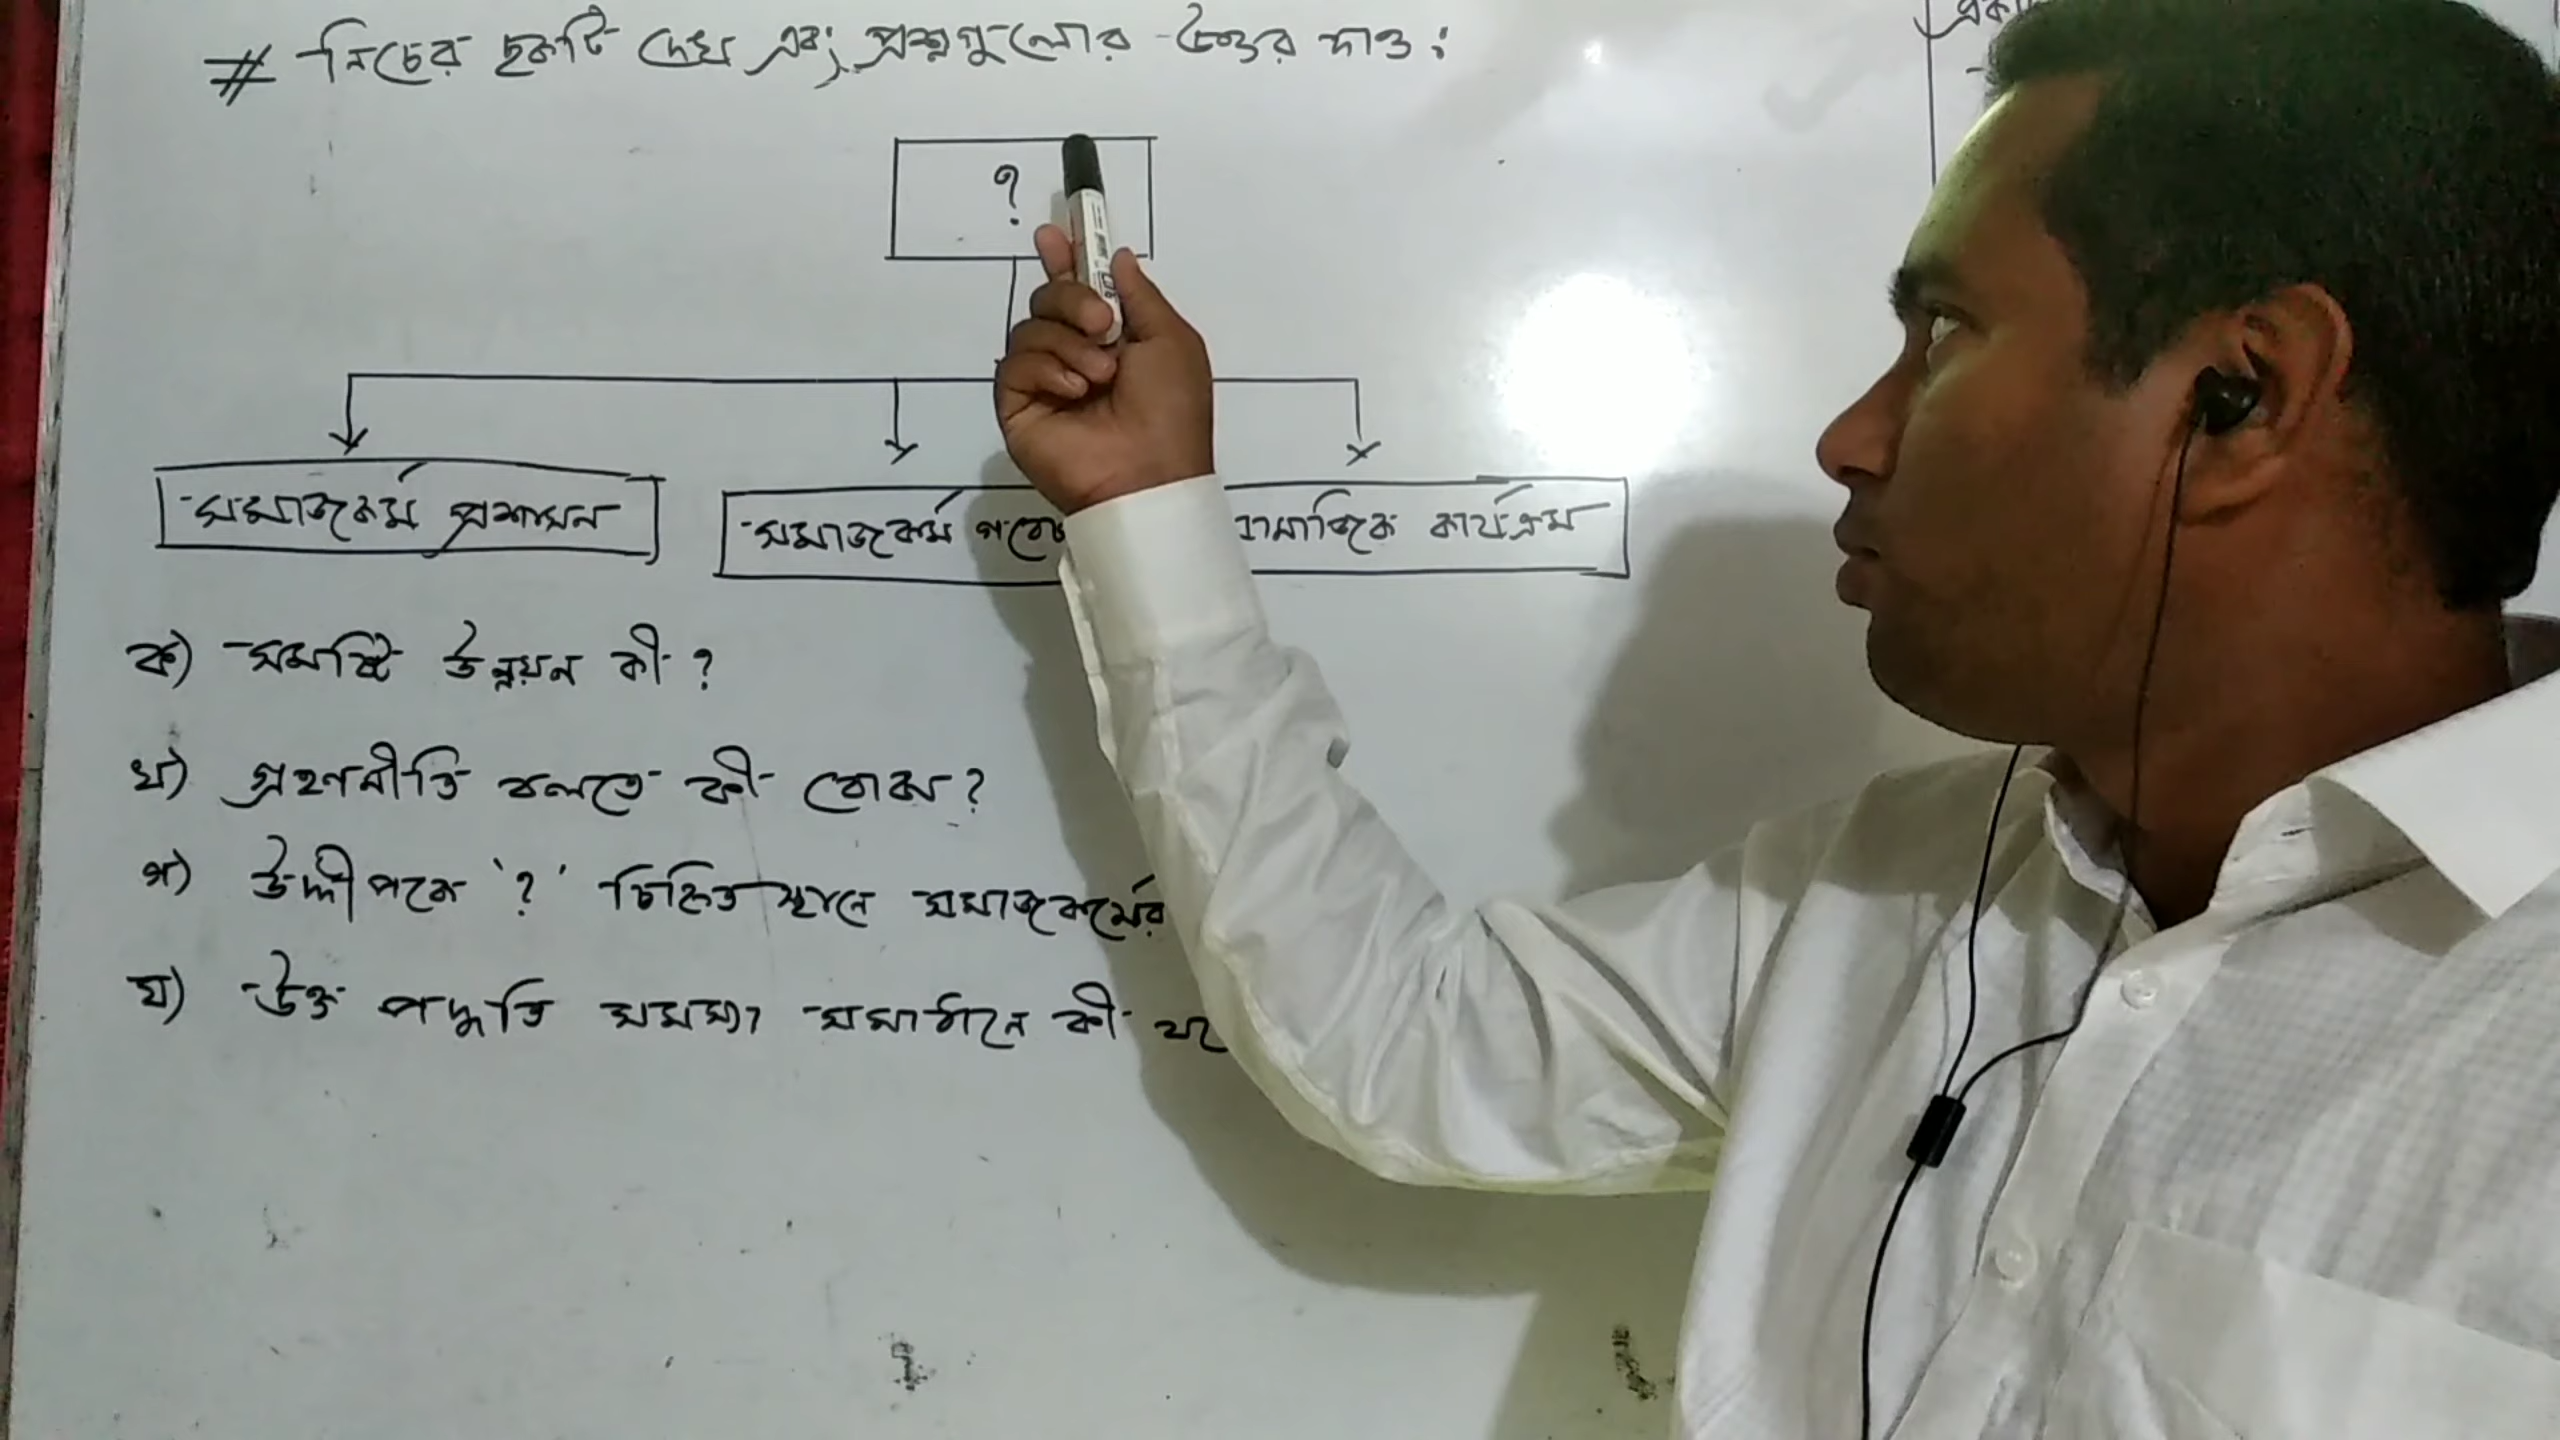 # নিচের ছকটি দেখ এবং প্রশ্নগুলোর উত্তর দাও:
?
সমাজকর্ম প্রশাসন
সমাজকর্ম গবে
সামাজিক কার্যক্রম
ক) সমষ্টি উন্নয়ন কী?
খ) গ্রহণনীতি বলতে কী বোঝ?
গ) উদ্দীপকে '?' চিহ্নিত স্থানে সমাজকর্মের
ঘ) উক্ত পদ্ধতি সমস্যা সমাধানে কী